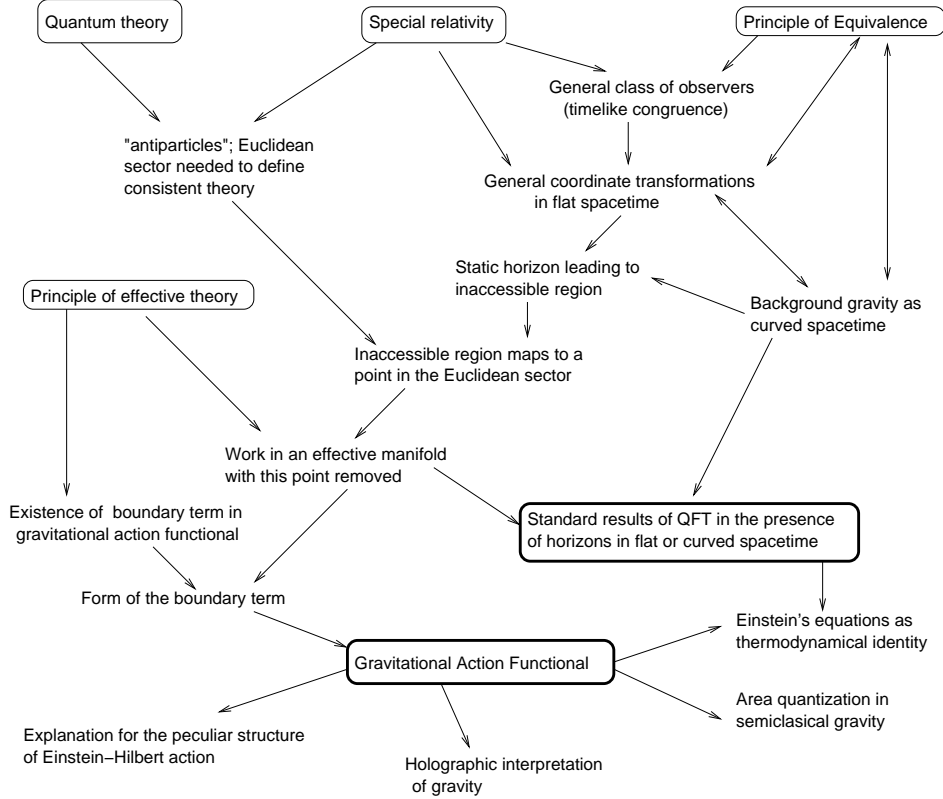 Quantum theory
Special relativity
Principle of Equivalence
General class of observers
(timelike congruence)
"antiparticles"; Euclidean
sector needed to define
consistent theory
General coordinate transformations
in flat spacetime
Static horizon leading to
inaccessible region
Principle of effective theory
Background gravity as
curved spacetime
Inaccessible region maps to a
point in the Euclidean sector
Work in an effective manifold
with this point removed
Existence of boundary term in
gravitational action functional
Standard results of QFT in the presence
of horizons in flat or curved spacetime
Form of the boundary term
Einstein's equations as
thermodynamical identity
Gravitational Action Functional
Area quantization in
semiclasical gravity
Explanation for the peculiar structure
of Einstein−Hilbert action
Holographic interpretation
of gravity